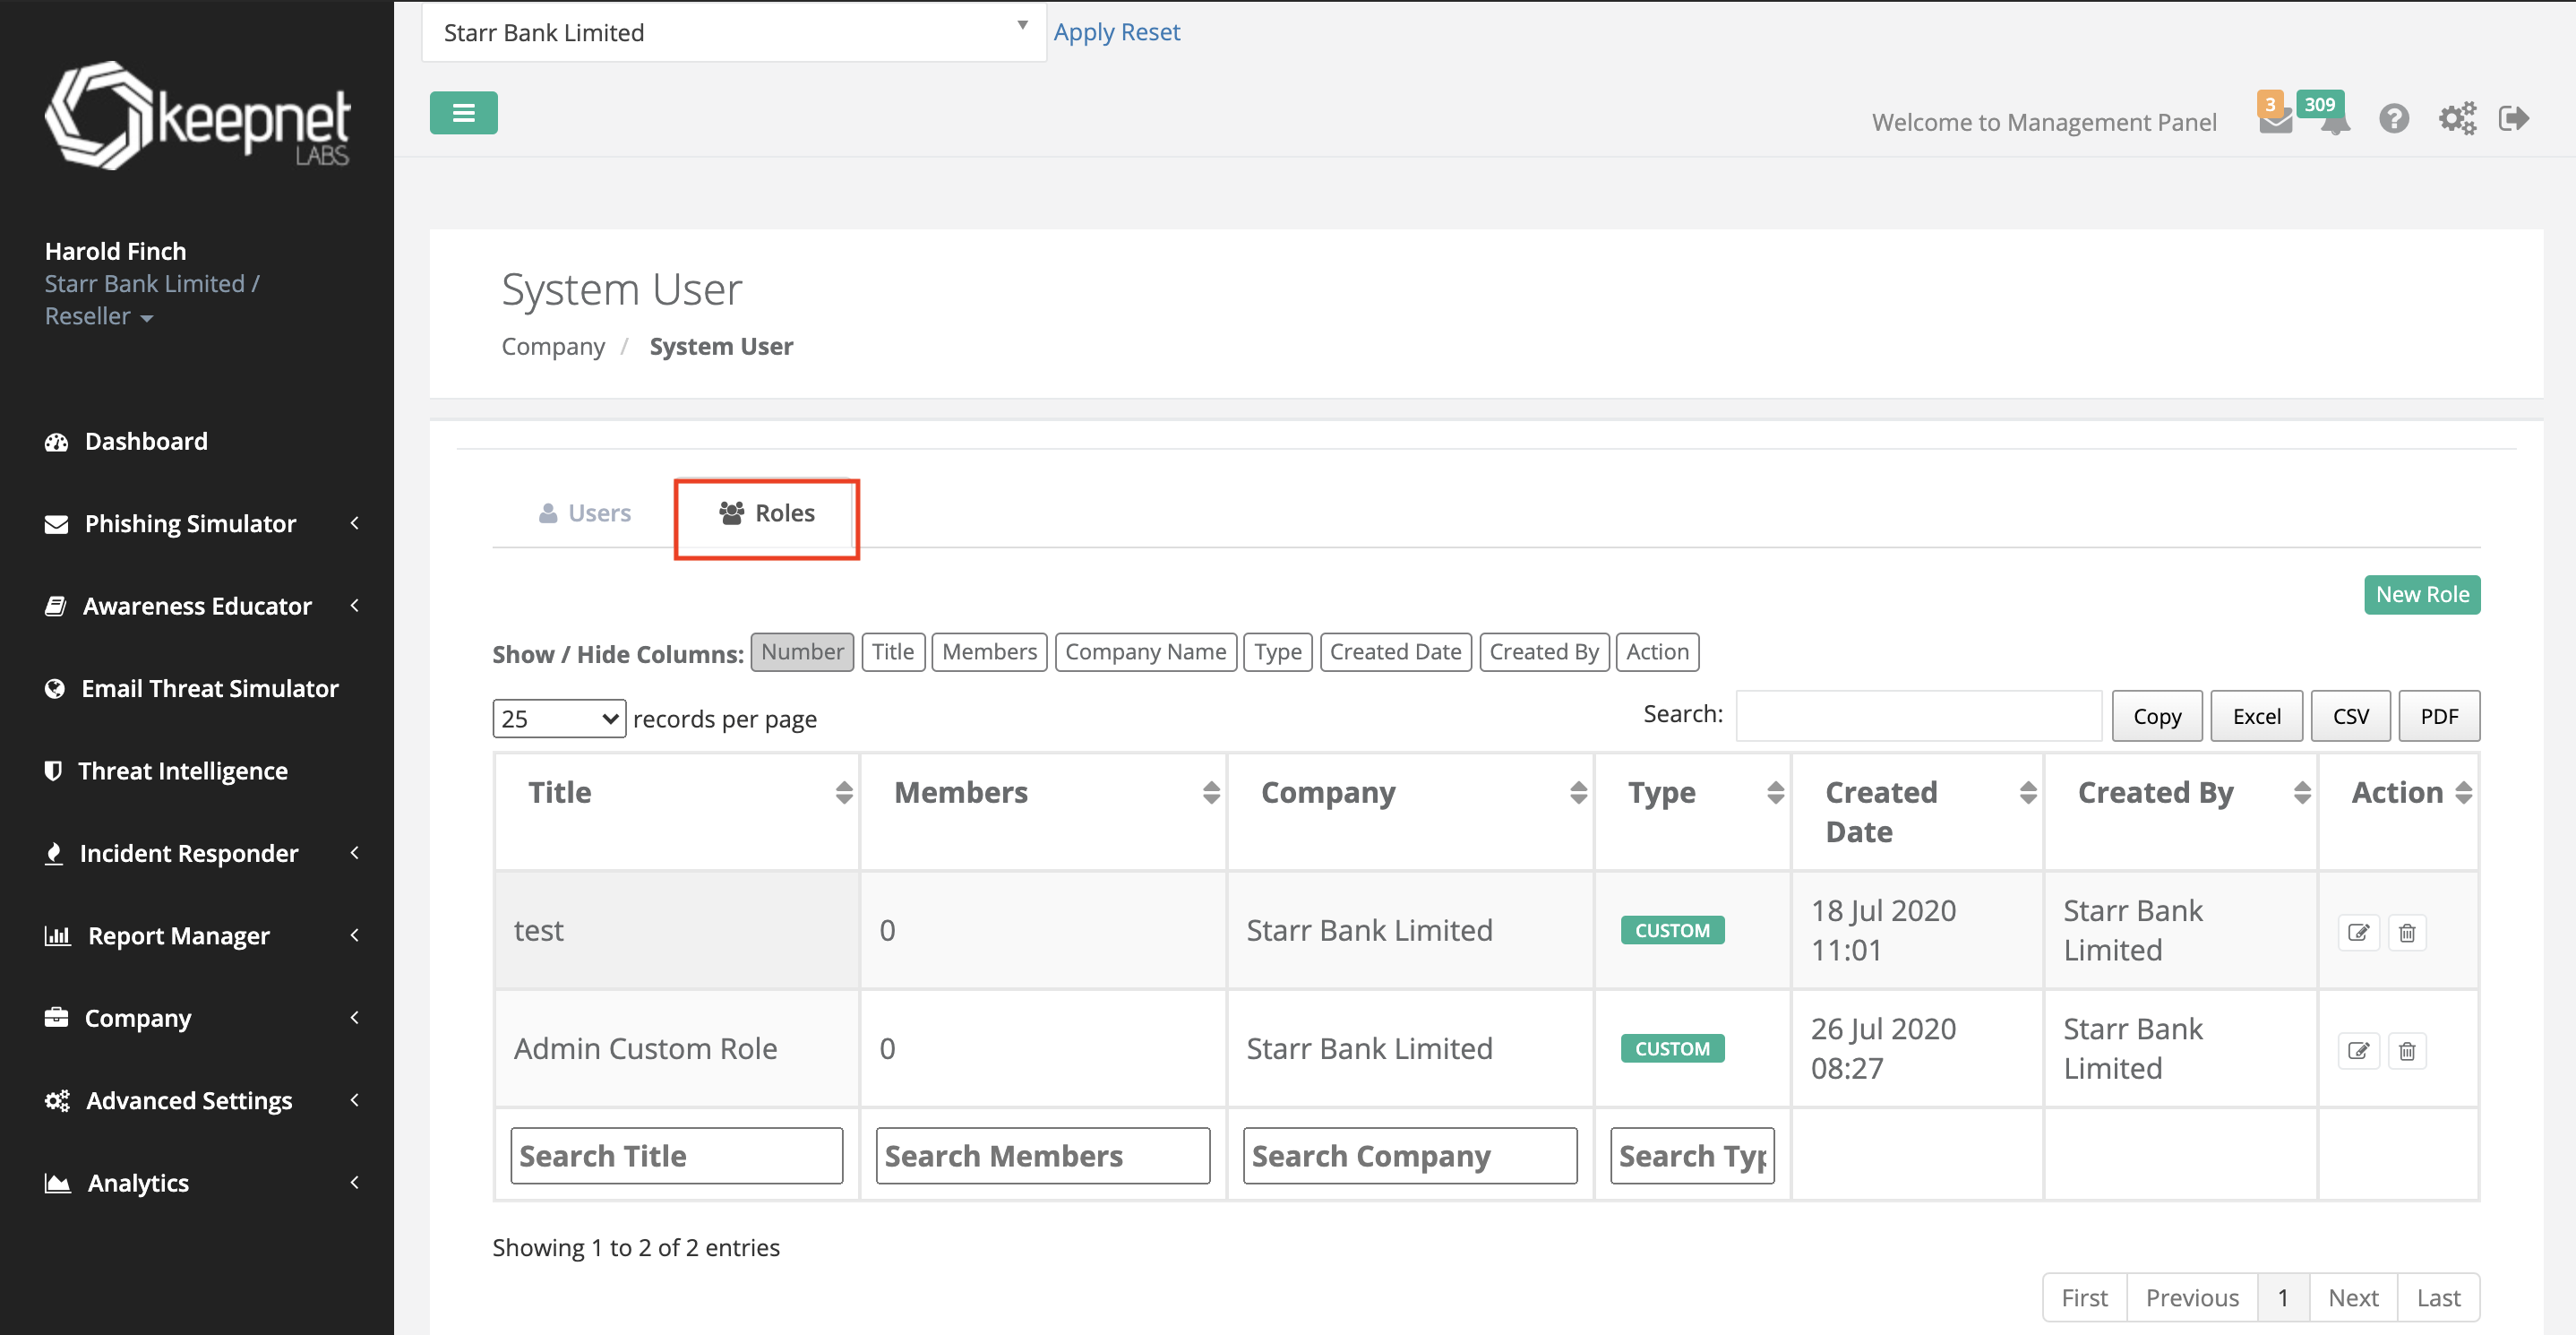 Starr Bank Limited
Apply Reset
keepnet
LABS
Welcome to Management Panel
3
309
Harold Finch
Starr Bank Limited /
Reseller
Dashboard
Phishing Simulator
Awareness Educator
Email Threat Simulator
Threat Intelligence
Incident Responder
Report Manager
Company
Advanced Settings
Analytics
System User
Company / System User
Users
Roles
New Role
Show / Hide Columns: Number Title Members Company Name Type Created Date Created By Action
25 records per page
Search: Copy Excel CSV PDF
Title Members Company Type Created Date Created By Action
test 0 Starr Bank Limited CUSTOM 18 Jul 2020 11:01 Starr Bank Limited
Admin Custom Role 0 Starr Bank Limited CUSTOM 26 Jul 2020 08:27 Starr Bank Limited
Search Title Search Members Search Company Search Typ
Showing 1 to 2 of 2 entries
First Previous 1 Next Last